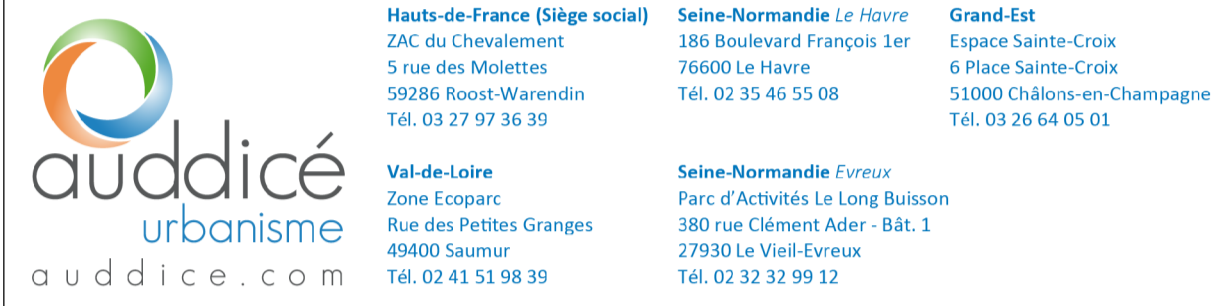 auddicé
urbanisme
auddice.com
Hauts-de-France (Siège social)
ZAC du Chevalement
5 rue des Molettes
59286 Roost-Warendin
Tél. 03 27 97 36 39
Seine-Normandie Le Havre
186 Boulevard François 1er
76600 Le Havre
Tél. 02 35 46 55 08
Grand-Est
Espace Sainte-Croix
6 Place Sainte-Croix
51000 Châlons-en-Champagne
Tél. 03 26 64 05 01
Val-de-Loire
Zone Ecoparc
Rue des Petites Granges
49400 Saumur
Tél. 02 41 51 98 39
Seine-Normandie Evreux
Parc d’Activités Le Long Buisson
380 rue Clément Ader - Bât. 1
27930 Le Vieil-Evreux
Tél. 02 32 32 99 12